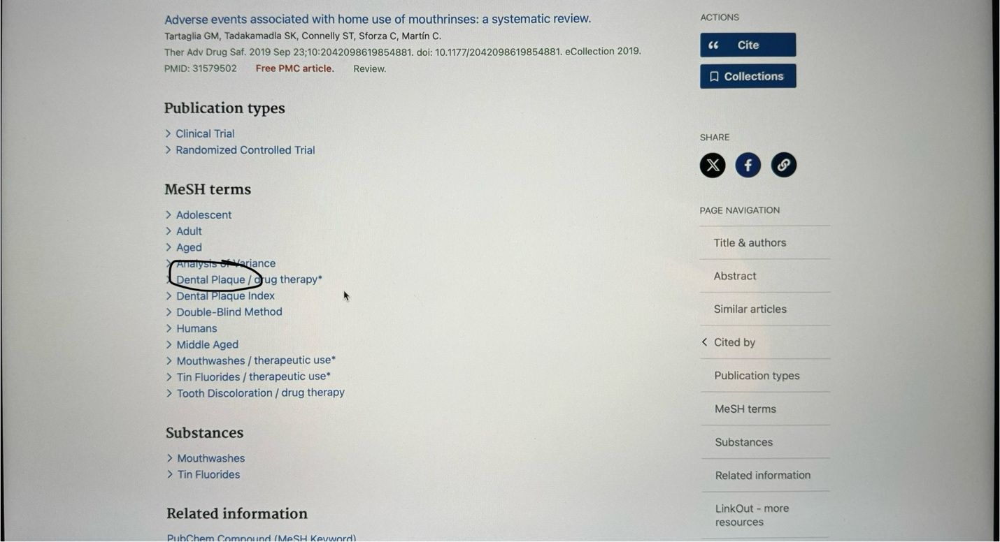 Adverse events associated with home use of mouthrinses: a systematic review.
Tartaglia GM, Tadakamadla SK, Connelly ST, Sforza C, Martín C.
Ther Adv Drug Saf. 2019 Sep 23;10:2042098619854881. doi: 10.1177/2042098619854881. eCollection 2019.
PMID: 31579502 Free PMC article. Review.
Publication types
Clinical Trial
Randomized Controlled Trial
MeSH terms
Adolescent
Adult
Aged
Analysis of Variance
Dental Plaque / drug therapy*
Dental Plaque Index
Double-Blind Method
Humans
Middle Aged
Mouthwashes / therapeutic use*
Tin Fluorides / therapeutic use*
Tooth Discoloration / drug therapy
Substances
Mouthwashes
Tin Fluorides
Related information
PubChem Compound (MeSH Keyword)
ACTIONS
Cite
Collections
SHARE
PAGE NAVIGATION
Title & authors
Abstract
Similar articles
Cited by
Publication types
MeSH terms
Substances
Related information
LinkOut - more
resources